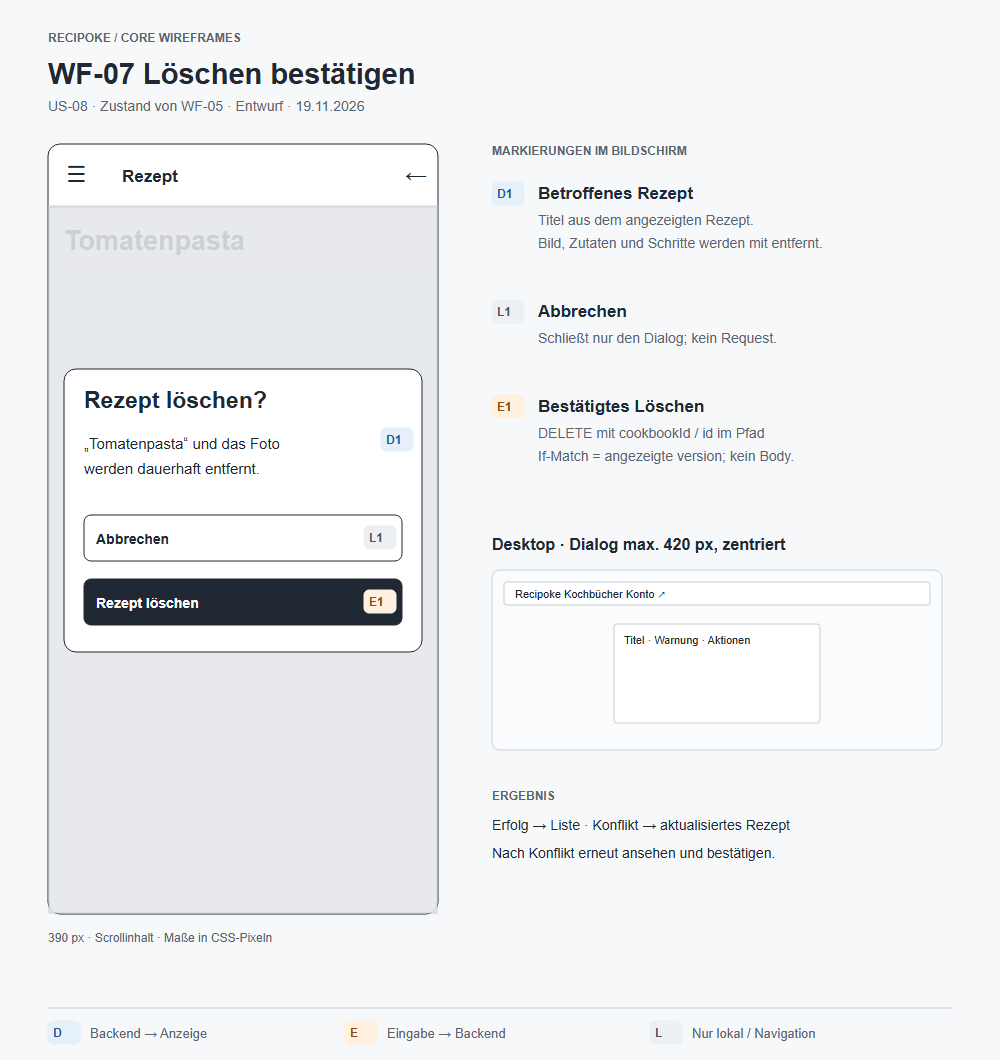 RECIPOKE / CORE WIREFRAMES
WF-07 Löschen bestätigen
US-08 · Zustand von WF-05 · Entwurf · 19.11.2026
☰ Rezept ←
Tomatenpasta
Rezept löschen?
„Tomatenpasta“ und das Foto D1
werden dauerhaft entfernt.
Abbrechen L1
Rezept löschen E1
390 px · Scrollinhalt · Maße in CSS-Pixeln
MARKIERUNGEN IM BILDSCHIRM
D1 Betroffenes Rezept
Titel aus dem angezeigten Rezept.
Bild, Zutaten und Schritte werden mit entfernt.
L1 Abbrechen
Schließt nur den Dialog; kein Request.
E1 Bestätigtes Löschen
DELETE mit cookbookId / id im Pfad
If-Match = angezeigte version; kein Body.
Desktop · Dialog max. 420 px, zentriert
Recipoke Kochbücher Konto ↗
Titel · Warnung · Aktionen
ERGEBNIS
Erfolg → Liste · Konflikt → aktualisiertes Rezept
Nach Konflikt erneut ansehen und bestätigen.
D Backend → Anzeige E Eingabe → Backend L Nur lokal / Navigation